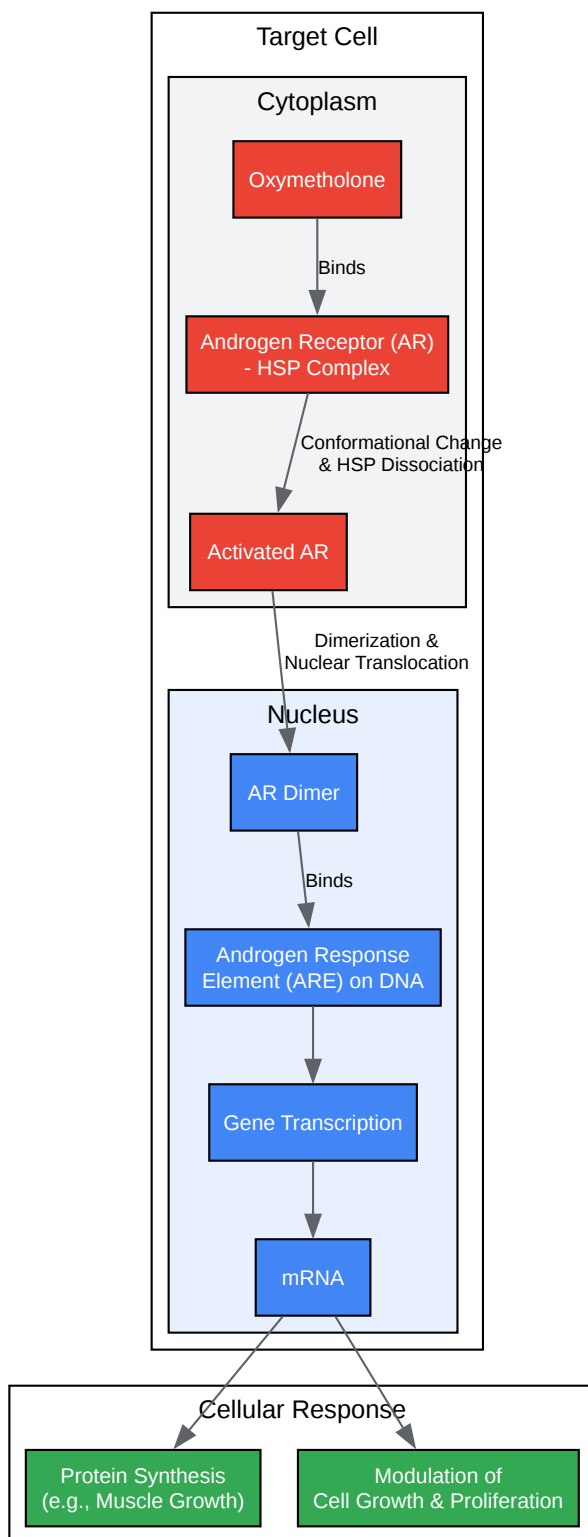 Target Cell
Cytoplasm
Oxymetholone
Binds
Androgen Receptor (AR)
- HSP Complex
Conformational Change
& HSP Dissociation
Activated AR
Dimerization &
Nuclear Translocation
Nucleus
AR Dimer
Binds
Androgen Response
Element (ARE) on DNA
Gene Transcription
mRNA
Cellular Response
Protein Synthesis
(e.g., Muscle Growth)
Modulation of
Cell Growth & Proliferation